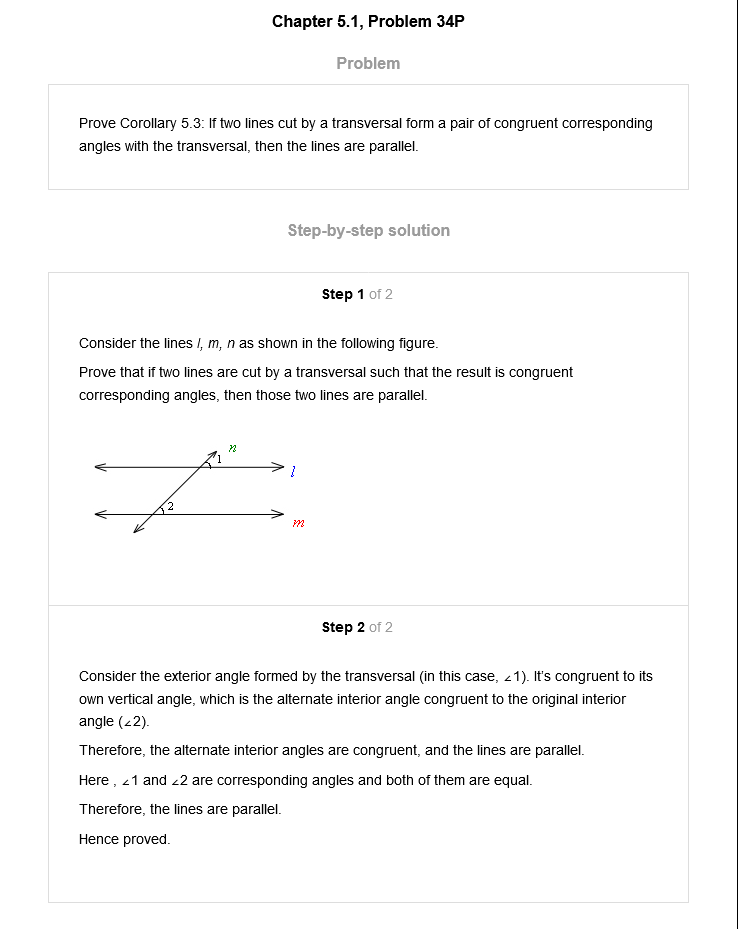 Chapter 5.1, Problem 34P
Problem
Prove Corollary 5.3: If two lines cut by a transversal form a pair of congruent corresponding
angles with the transversal, then the lines are parallel.
Step-by-step solution
Step 1 of 2
Consider the lines l, m, n as shown in the following figure.
Prove that if two lines are cut by a transversal such that the result is congruent
corresponding angles, then those two lines are parallel.
n
1
l
2
m
Step 2 of 2
Consider the exterior angle formed by the transversal (in this case, ∠1). It's congruent to its
own vertical angle, which is the alternate interior angle congruent to the original interior
angle (∠2).
Therefore, the alternate interior angles are congruent, and the lines are parallel.
Here , ∠1 and ∠2 are corresponding angles and both of them are equal.
Therefore, the lines are parallel.
Hence proved.